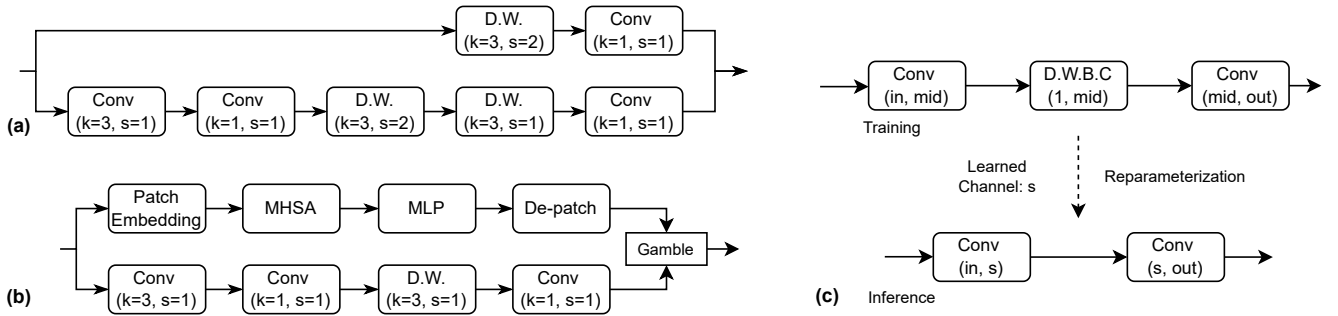 D.W.
(k=3, s=2)
Conv
(k=1, s=1)
Conv
(k=3, s=1)
Conv
(k=1, s=1)
D.W.
(k=3, s=2)
D.W.
(k=3, s=1)
Conv
(k=1, s=1)
(a)
Patch
Embedding
MHSA
MLP
De-patch
Gamble
Conv
(k=3, s=1)
Conv
(k=1, s=1)
D.W.
(k=3, s=1)
Conv
(k=1, s=1)
(b)
Conv
(in, mid)
D.W.B.C
(1, mid)
Conv
(mid, out)
Training
Learned
Channel: s
Reparameterization
Conv
(in, s)
Conv
(s, out)
Inference
(c)